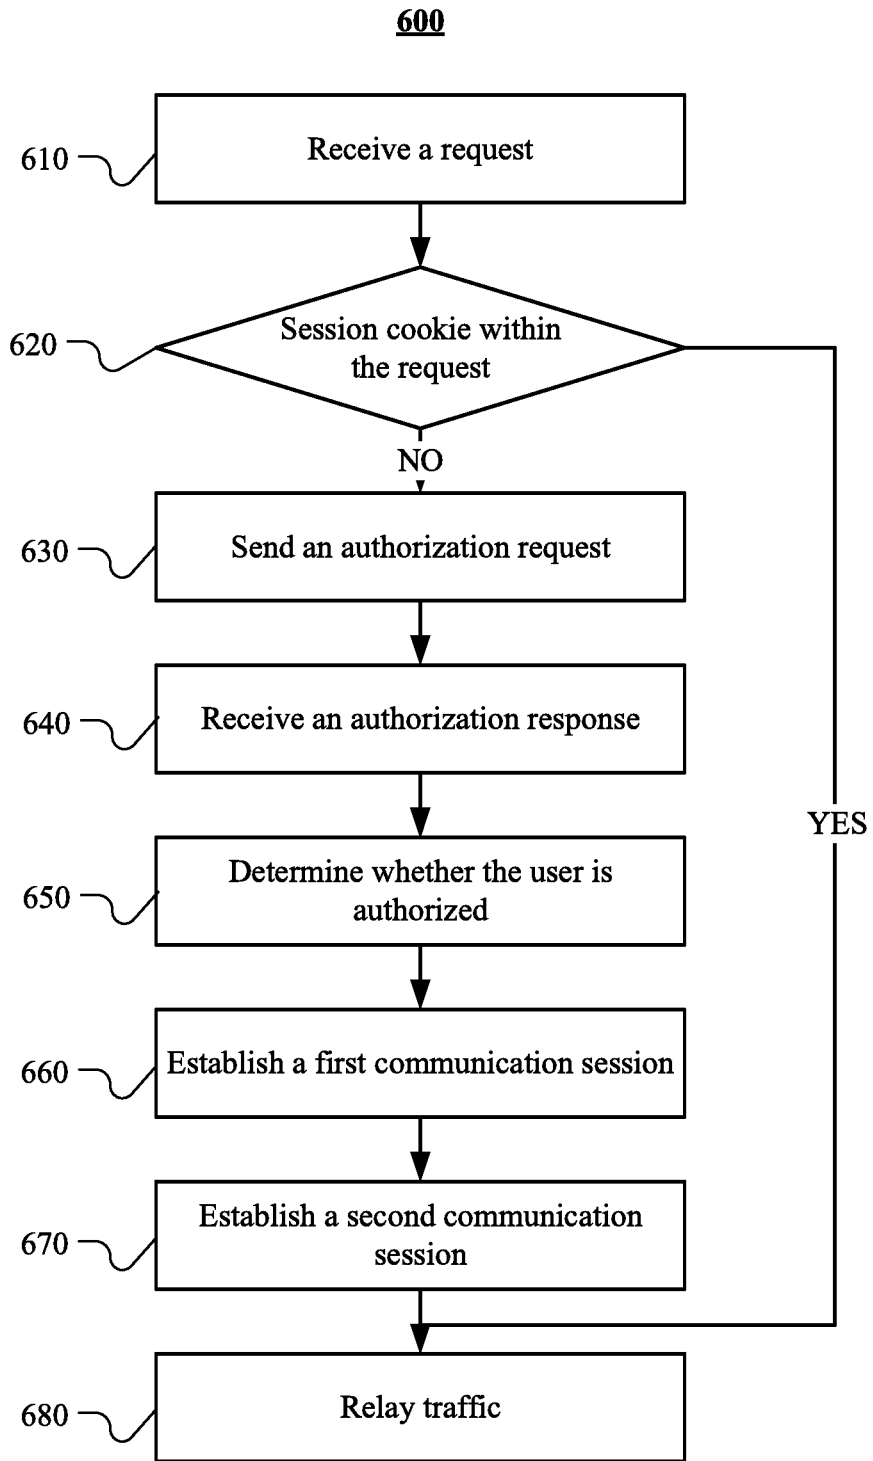 600
610
Receive a request
620
Session cookie within
the request
NO
630
Send an authorization request
640
Receive an authorization response
YES
650
Determine whether the user is
authorized
660
Establish a first communication session
670
Establish a second communication
session
680
Relay traffic